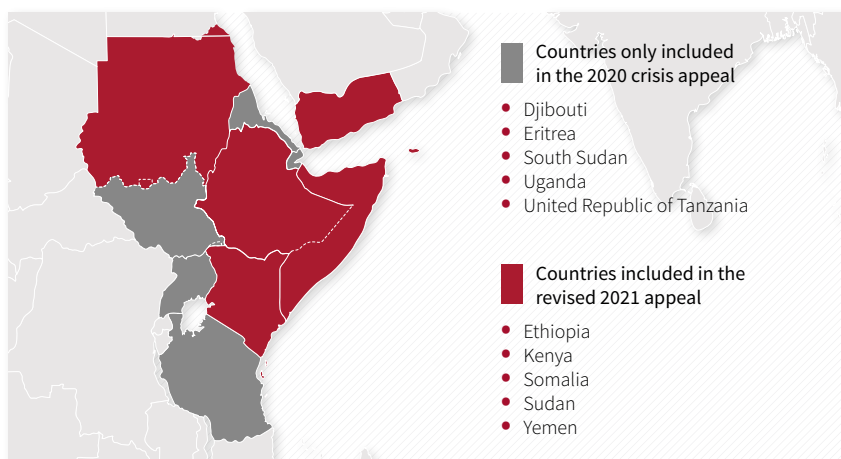 Countries only included
in the 2020 crisis appeal
Djibouti
Eritrea
South Sudan
Uganda
United Republic of Tanzania
Countries included in the
revised 2021 appeal
Ethiopia
Kenya
Somalia
Sudan
Yemen